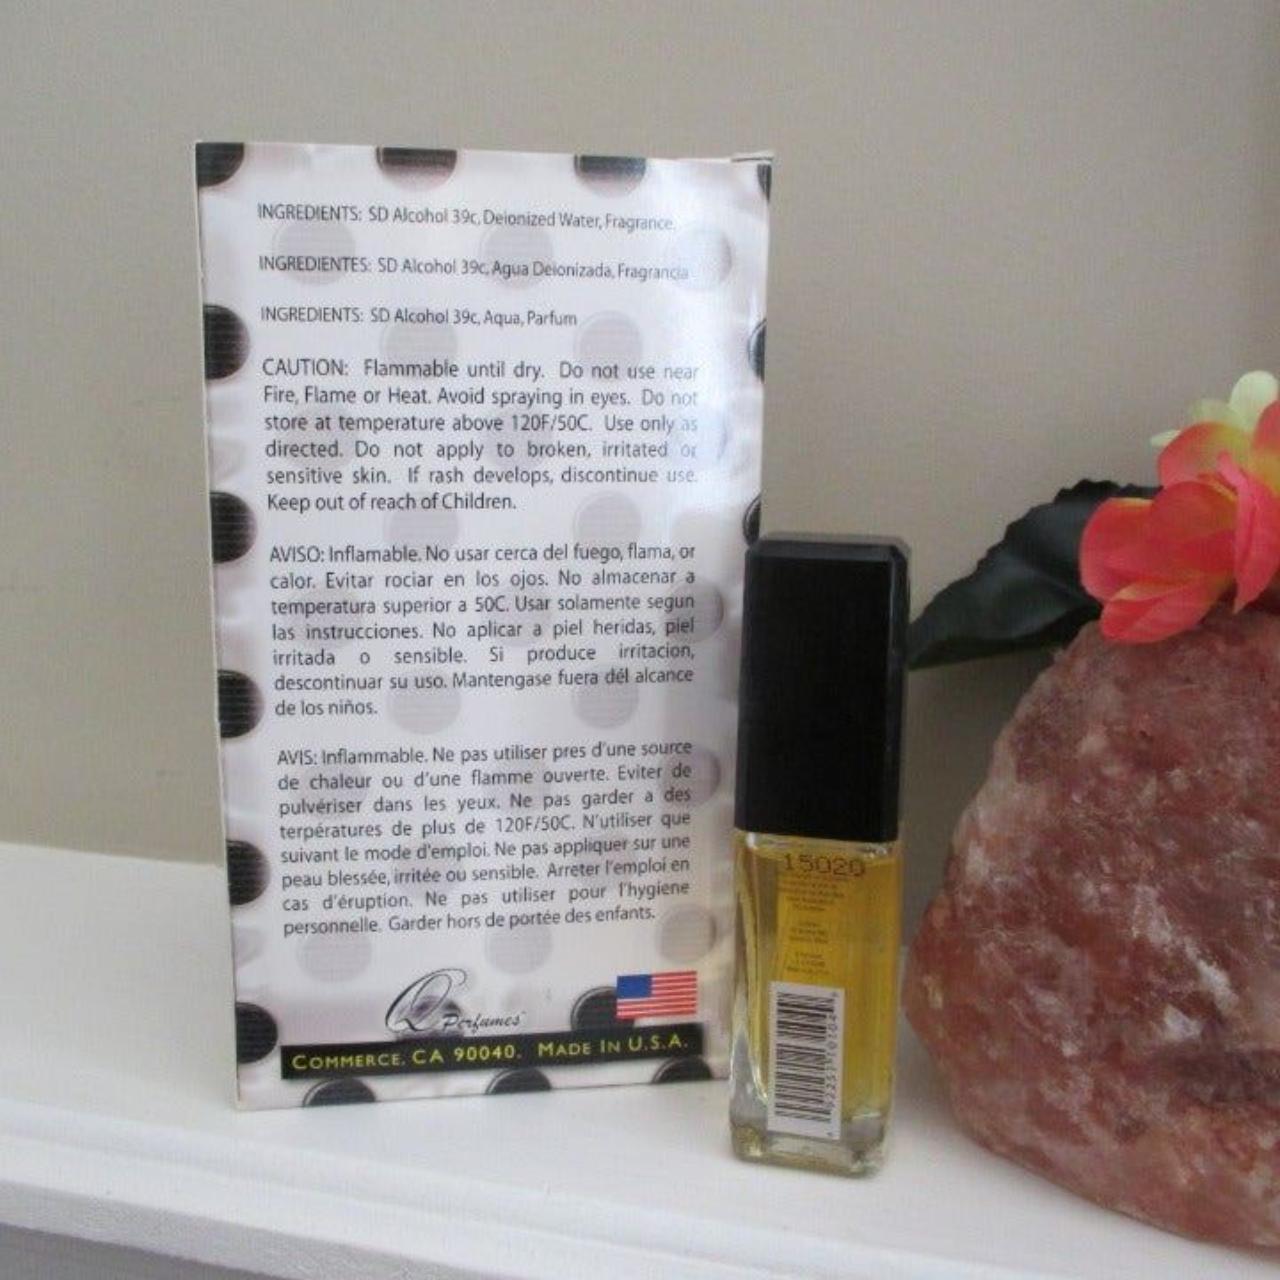 INGREDIENTS: SD Alcohol 39c, Deionized Water, Fragrance.
INGREDIENTES: SD Alcohol 39c, Agua Deionizada, Fragrancia
INGREDIENTS: SD Alcohol 39c, Aqua, Parfum
CAUTION: Flammable until dry. Do not use near
Fire, Flame or Heat. Avoid spraying in eyes. Do not
store at temperature above 120F/50C. Use only as
directed. Do not apply to broken, irritated or
sensitive skin. If rash develops, discontinue use.
Keep out of reach of Children.
AVISO: Inflamable. No usar cerca del fuego, flama, or
calor. Evitar rociar en los ojos. No almacenar a
temperatura superior a 50C. Usar solamente segun
las instrucciones. No aplicar a piel heridas, piel
irritada o sensible. Si produce irritacion,
descontinuar su uso. Mantengase fuera dél alcance
de los niños.
AVIS: Inflammable. Ne pas utiliser pres d'une source
de chaleur ou d'une flamme ouverte. Eviter de
pulvériser dans les yeux. Ne pas garder a des
terpératures de plus de 120F/50C. N'utiliser que
suivant le mode d'emploi. Ne pas appliquer sur une
peau blessée, irritée ou sensible. Arreter l'emploi en
cas d'éruption. Ne pas utiliser pour l'hygiene
personnelle. Garder hors de portée des enfants.
Q Perfumes
COMMERCE, CA 90040. MADE IN U.S.A.
15020